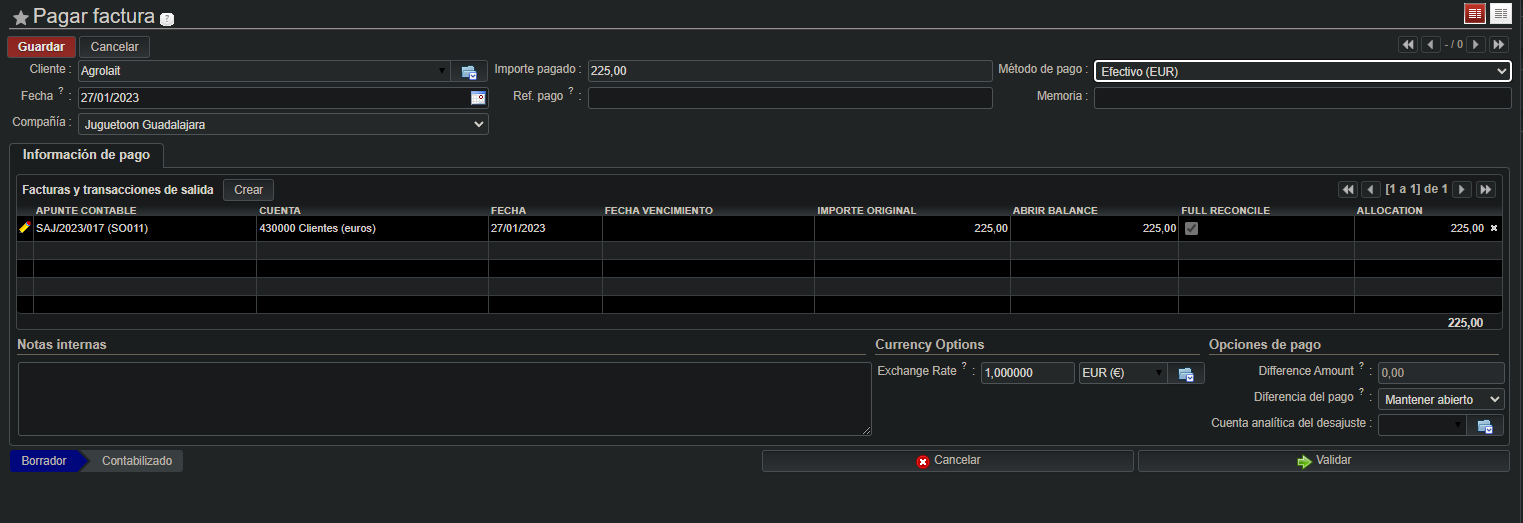 Pagar factura ?
Guardar Cancelar - / 0
Cliente : Agrolait Importe pagado : 225,00 Método de pago : Efectivo (EUR)
Fecha ? : 27/01/2023 Ref. pago ? : Memoria :
Compañía : Juguetoon Guadalajara
Información de pago
Facturas y transacciones de salida Crear [1 a 1] de 1
APUNTE CONTABLE CUENTA FECHA FECHA VENCIMIENTO IMPORTE ORIGINAL ABRIR BALANCE FULL RECONCILE ALLOCATION
SAJ/2023/017 (SO011) 430000 Clientes (euros) 27/01/2023 225,00 225,00 225,00
225,00
Notas internas Currency Options Opciones de pago
Exchange Rate ? : 1,000000 EUR (€) Difference Amount ? : 0,00
Diferencia del pago ? : Mantener abierto
Cuenta analítica del desajuste :
Borrador Contabilizado Cancelar Validar